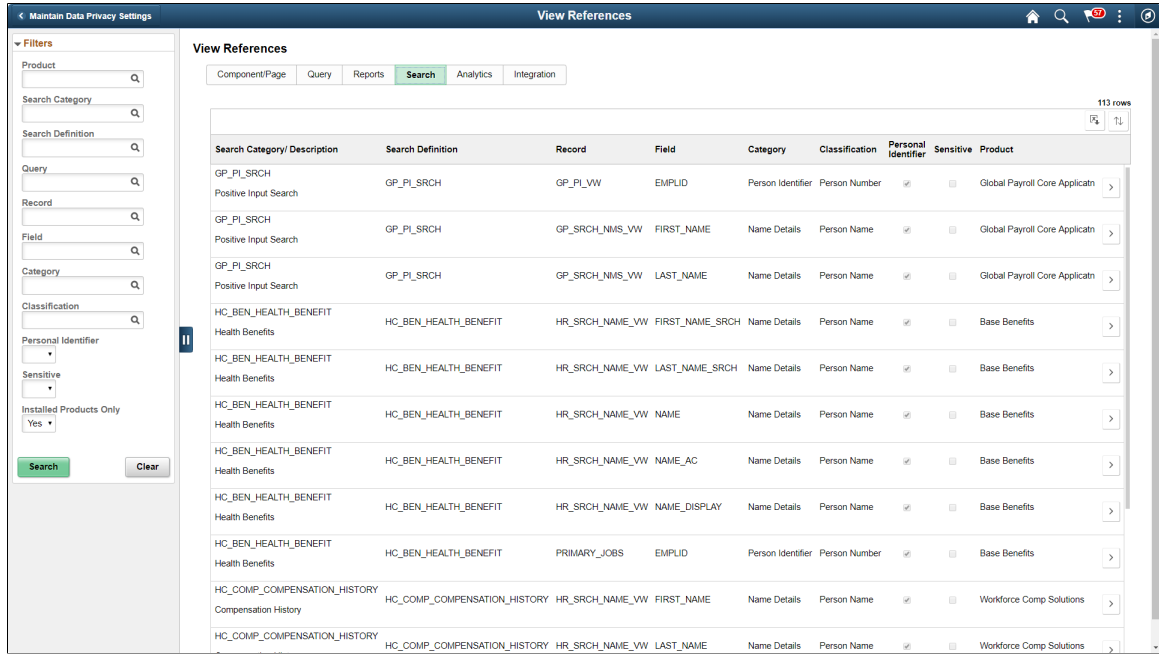 Maintain Data Privacy Settings
View References
57
Filters
Product
Search Category
Search Definition
Query
Record
Field
Category
Classification
Personal Identifier
Sensitive
Installed Products Only
Yes
Search
Clear
View References
Component/Page Query Reports Search Analytics Integration
113 rows
Search Category/ Description Search Definition Record Field Category Classification Personal Identifier Sensitive Product
GP_PI_SRCH
Positive Input Search
GP_PI_SRCH GP_PI_VW EMPLID Person Identifier Person Number Global Payroll Core Applicatn
GP_PI_SRCH
Positive Input Search
GP_PI_SRCH GP_SRCH_NMS_VW FIRST_NAME Name Details Person Name Global Payroll Core Applicatn
GP_PI_SRCH
Positive Input Search
GP_PI_SRCH GP_SRCH_NMS_VW LAST_NAME Name Details Person Name Global Payroll Core Applicatn
HC_BEN_HEALTH_BENEFIT
Health Benefits
HC_BEN_HEALTH_BENEFIT HR_SRCH_NAME_VW FIRST_NAME_SRCH Name Details Person Name Base Benefits
HC_BEN_HEALTH_BENEFIT
Health Benefits
HC_BEN_HEALTH_BENEFIT HR_SRCH_NAME_VW LAST_NAME_SRCH Name Details Person Name Base Benefits
HC_BEN_HEALTH_BENEFIT
Health Benefits
HC_BEN_HEALTH_BENEFIT HR_SRCH_NAME_VW NAME Name Details Person Name Base Benefits
HC_BEN_HEALTH_BENEFIT
Health Benefits
HC_BEN_HEALTH_BENEFIT HR_SRCH_NAME_VW NAME_AC Name Details Person Name Base Benefits
HC_BEN_HEALTH_BENEFIT
Health Benefits
HC_BEN_HEALTH_BENEFIT HR_SRCH_NAME_VW NAME_DISPLAY Name Details Person Name Base Benefits
HC_BEN_HEALTH_BENEFIT
Health Benefits
HC_BEN_HEALTH_BENEFIT PRIMARY_JOBS EMPLID Person Identifier Person Number Base Benefits
HC_COMP_COMPENSATION_HISTORY
Compensation History
HC_COMP_COMPENSATION_HISTORY HR_SRCH_NAME_VW FIRST_NAME Name Details Person Name Workforce Comp Solutions
HC_COMP_COMPENSATION_HISTORY
HC_COMP_COMPENSATION_HISTORY HR_SRCH_NAME_VW LAST_NAME Name Details Person Name Workforce Comp Solutions